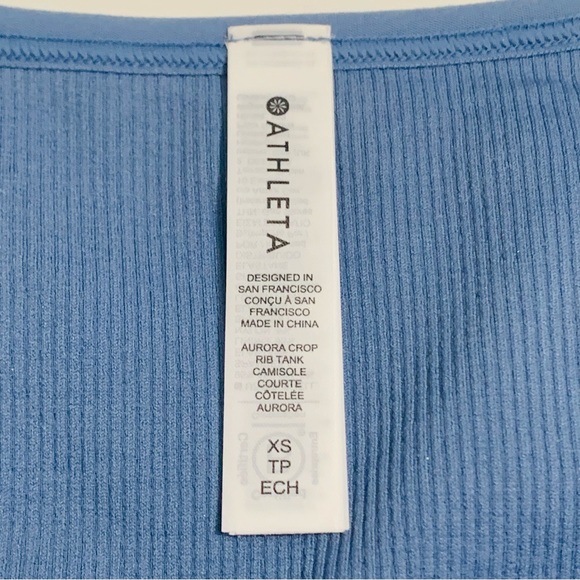 ATHLETA
DESIGNED IN
SAN FRANCISCO
CONÇU À SAN
FRANCISCO
MADE IN CHINA
AURORA CROP
RIB TANK
CAMISOLE
COURTE
CÔTELÉE
AURORA
XS
TP
ECH